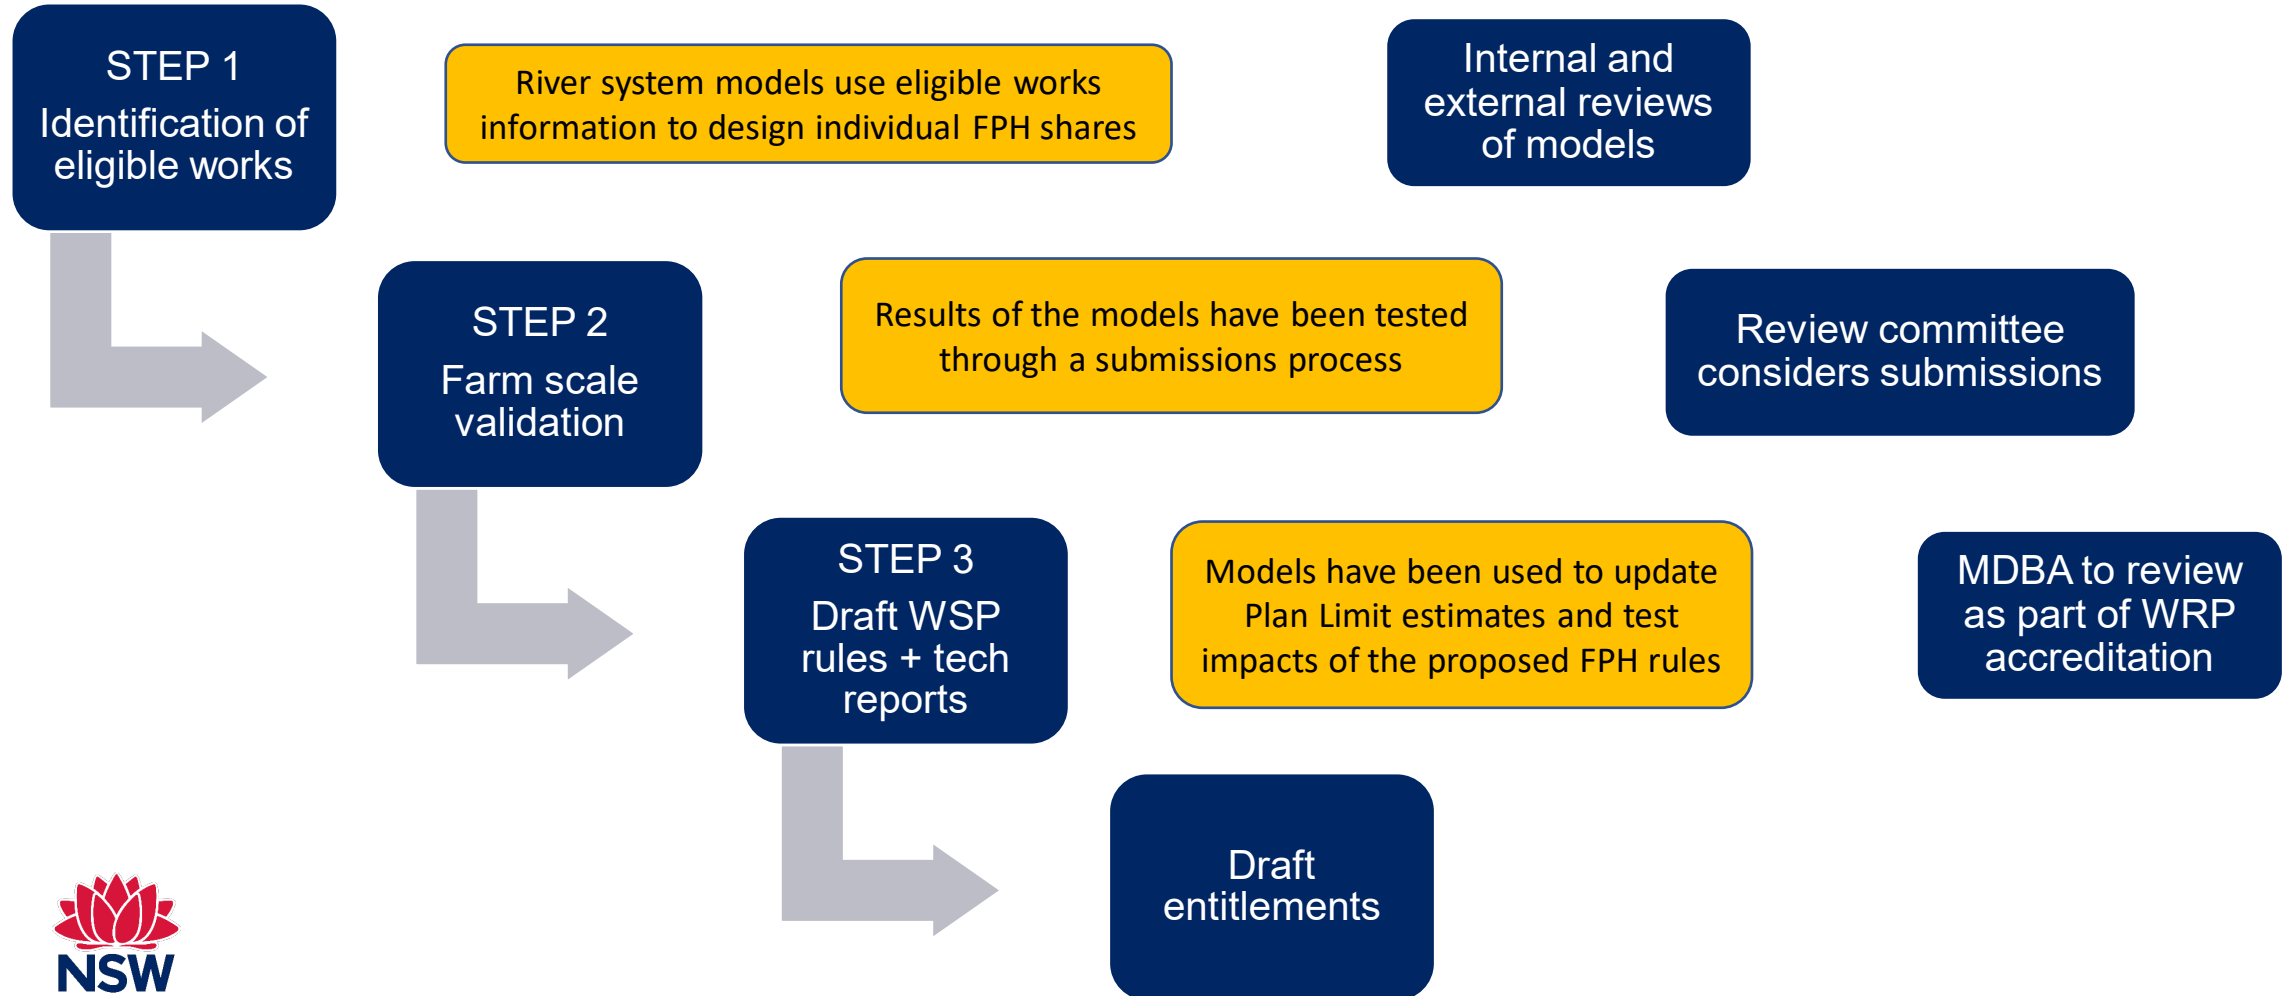 STEP 1
Identification of
eligible works
River system models use eligible works
information to design individual FPH shares
Internal and
external reviews
of models
STEP 2
Farm scale
validation
Results of the models have been tested
through a submissions process
Review committee
considers submissions
STEP 3
Draft WSP
rules + tech
reports
Models have been used to update
Plan Limit estimates and test
impacts of the proposed FPH rules
MDBA to review
as part of WRP
accreditation
Draft
entitlements
NSW